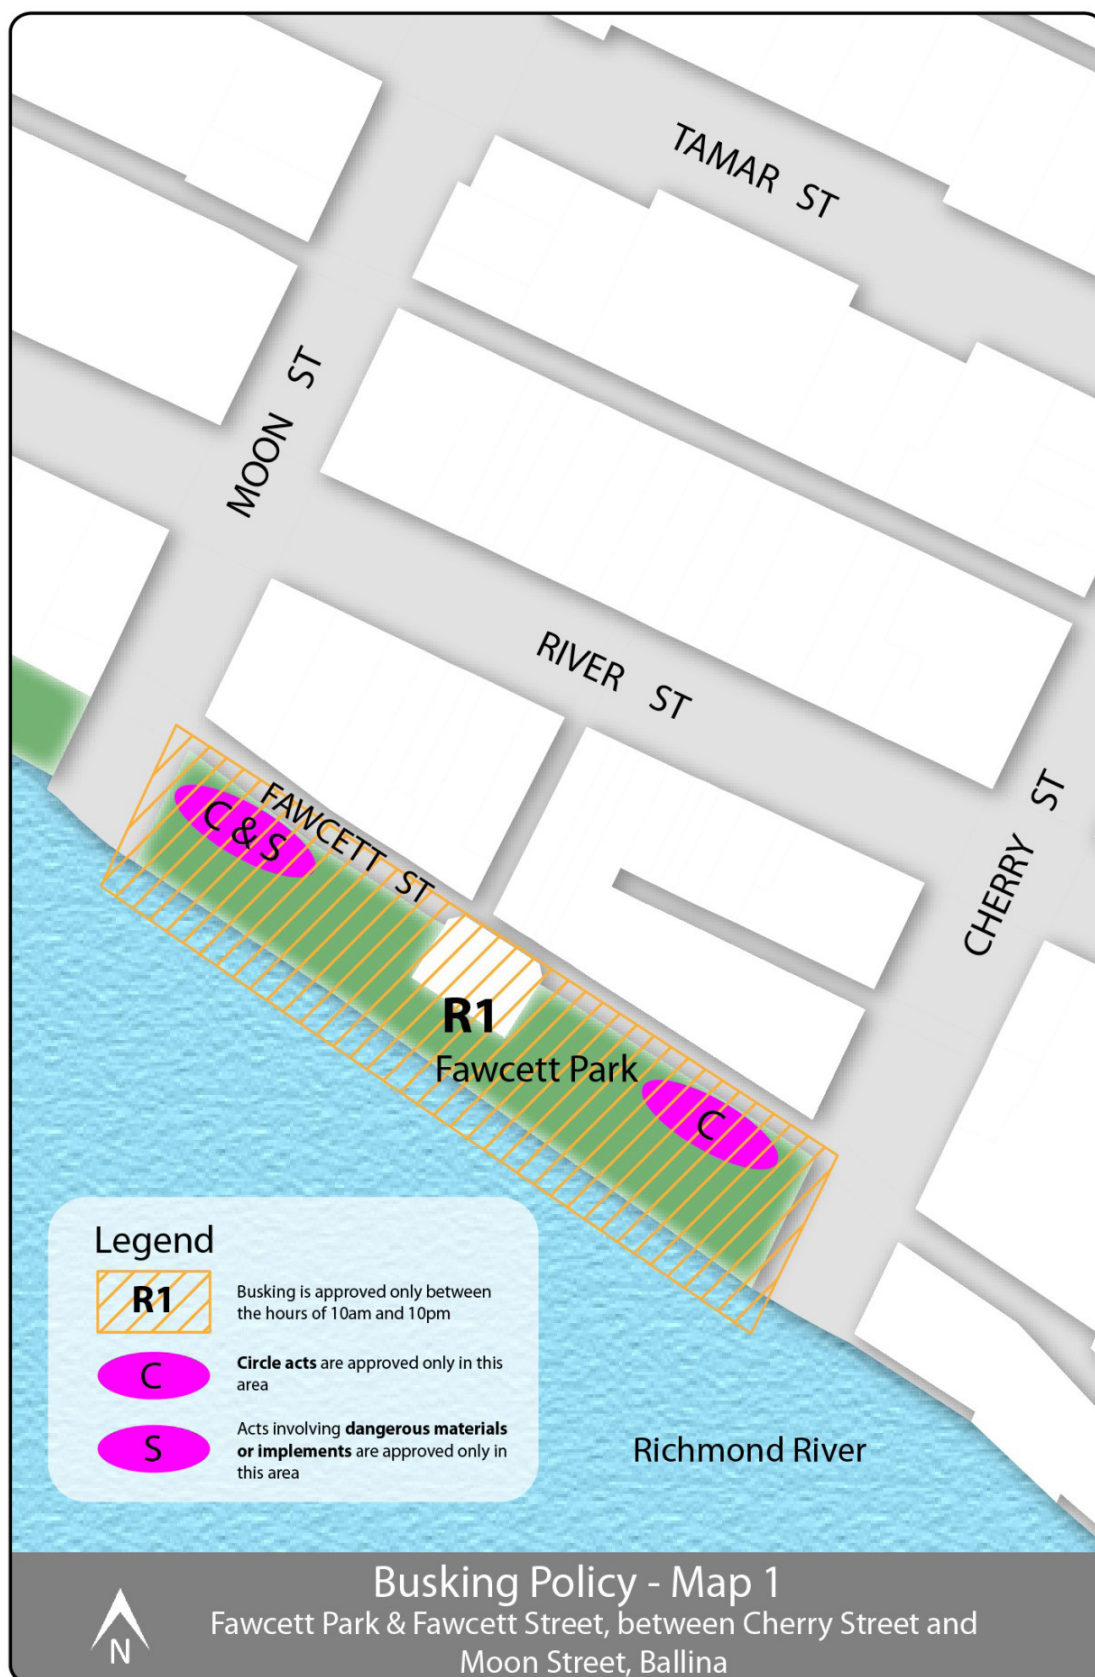 TAMAR ST
MOON ST
RIVER ST
CHERRY ST
FAWCETT ST
C & S
R1
Fawcett Park
C
Legend
R1
Busking is approved only between
the hours of 10am and 10pm
C
Circle acts are approved only in this
area
S
Acts involving dangerous materials
or implements are approved only in
this area
Richmond River
N
Busking Policy - Map 1
Fawcett Park & Fawcett Street, between Cherry Street and
Moon Street, Ballina